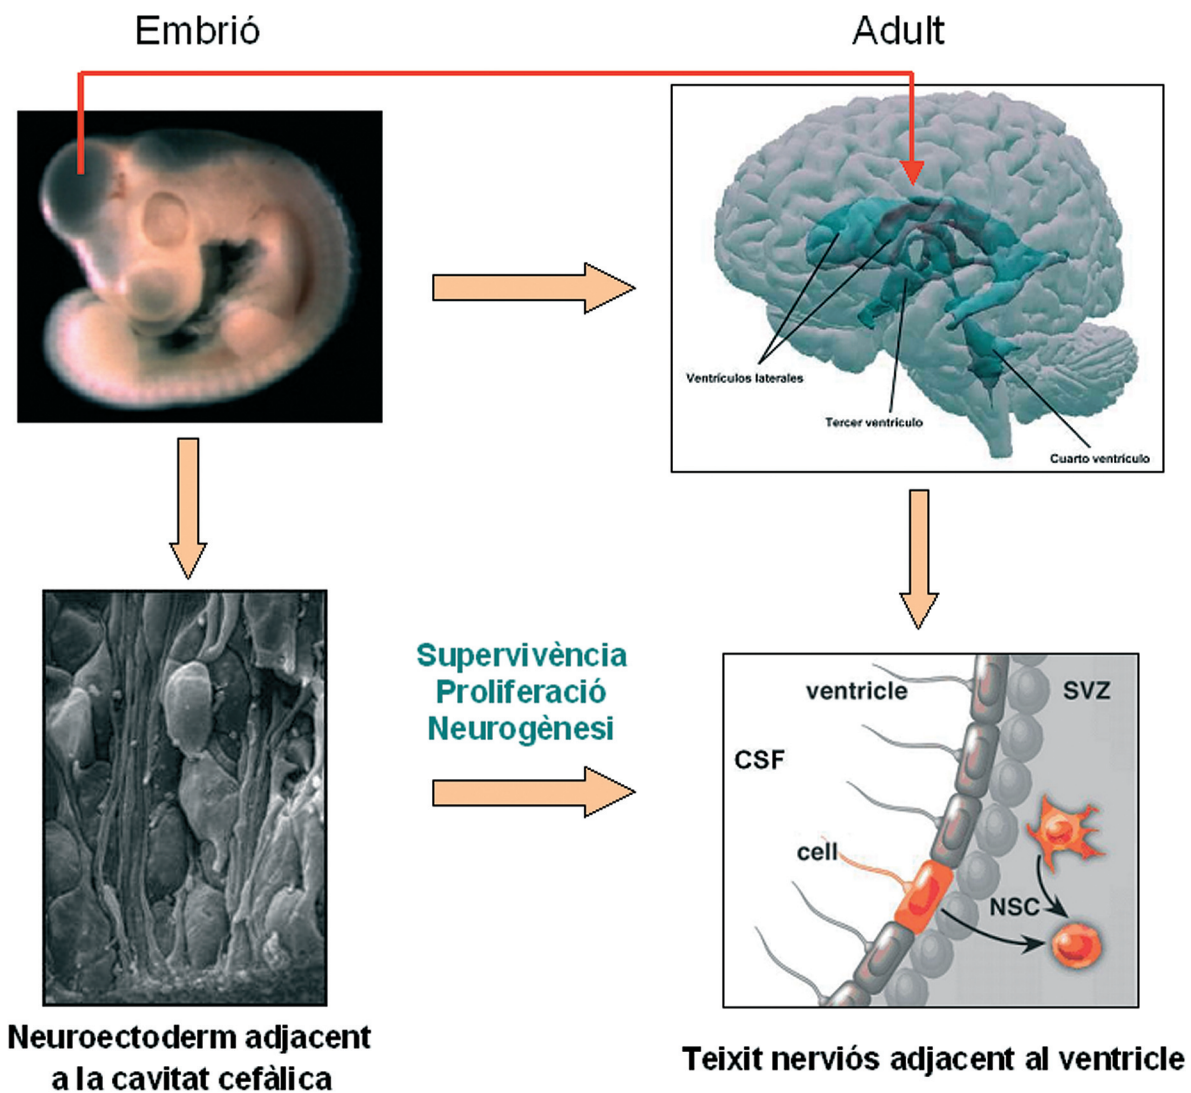 Embrió
Adult
Ventrículos laterales
Tercer ventrículo
Cuarto ventrículo
Supervivència
Proliferació
Neurogènesi
ventricle
SVZ
CSF
cell
NSC
Neuroectoderm adjacent
a la cavitat cefàlica
Teixit nerviós adjacent al ventricle